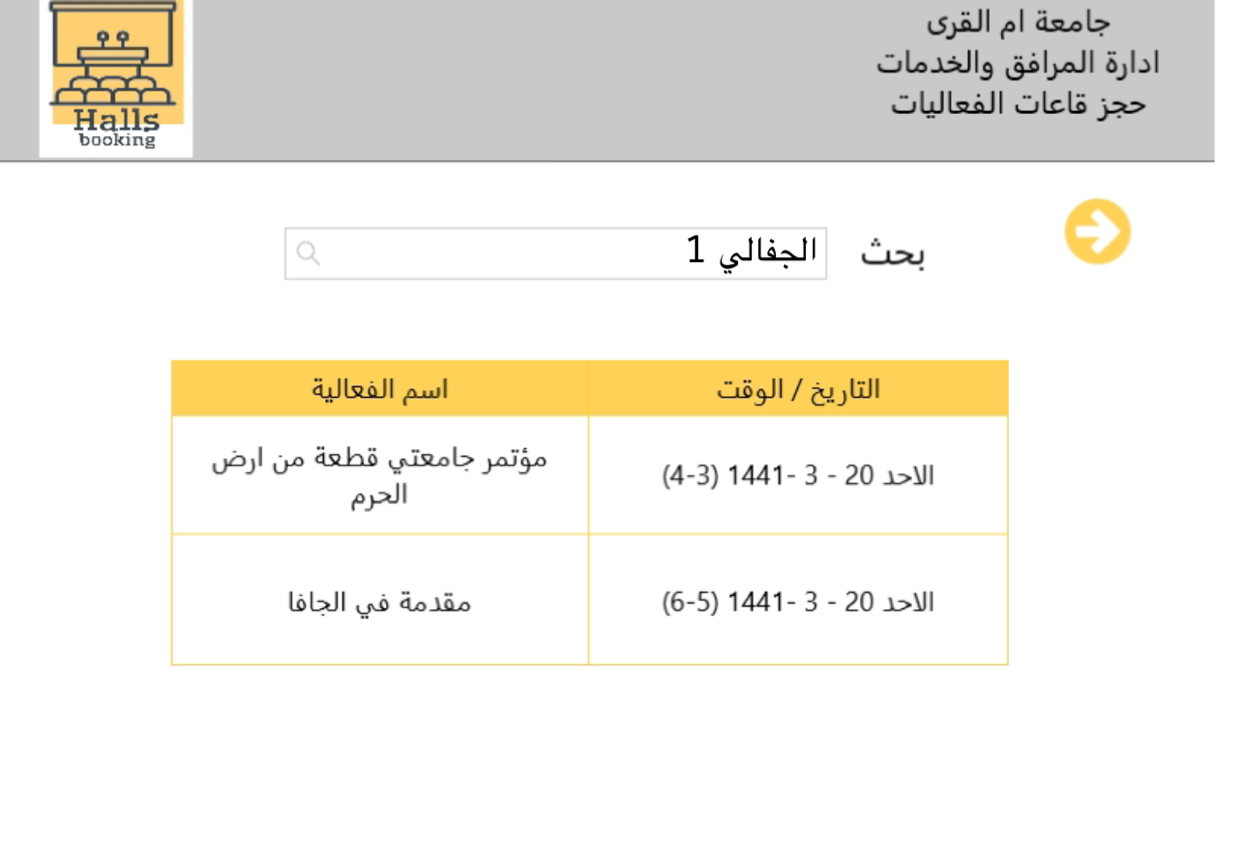 Halls
booking
جامعة ام القرى
ادارة المرافق والخدمات
حجز قاعات الفعاليات
بحث
الجفالي 1
التاريخ / الوقت
اسم الفعالية
الاحد 20 - 3 -1441 (3-4)
مؤتمر جامعتي قطعة من ارض
الحرم
الاحد 20 - 3 -1441 (5-6)
مقدمة في الجافا